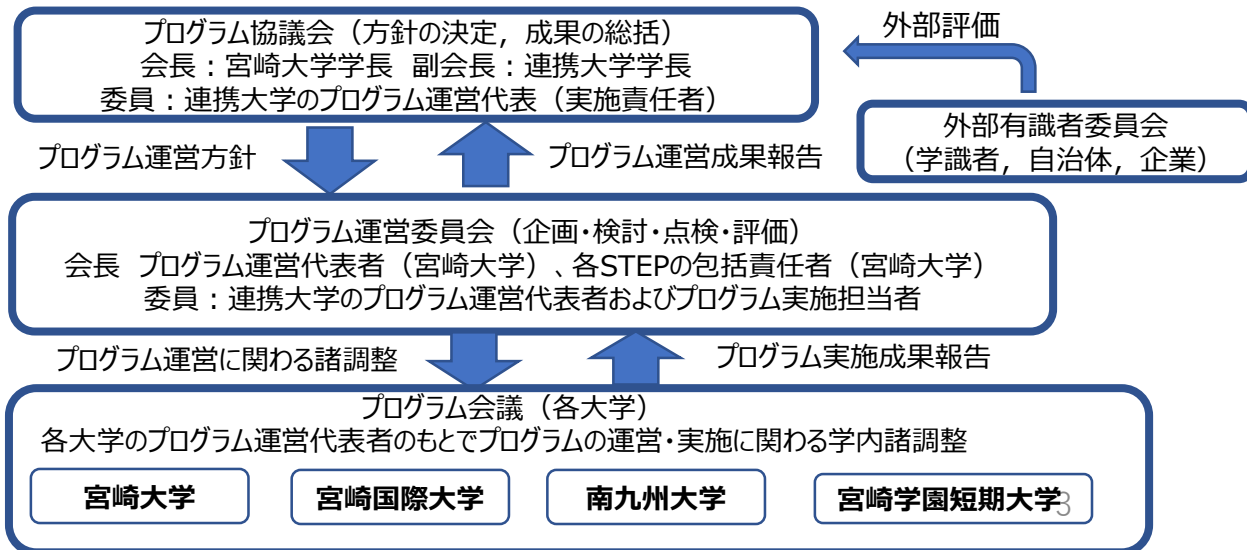 プログラム協議会（方針の決定，成果の総括）
会長：宮崎大学学長 副会長：連携大学学長
委員：連携大学のプログラム運営代表（実施責任者）
外部評価
外部有識者委員会
（学識者，自治体，企業）
プログラム運営方針
プログラム運営成果報告
プログラム運営委員会（企画・検討・点検・評価）
会長 プログラム運営代表者（宮崎大学）、各STEPの包括責任者（宮崎大学）
委員：連携大学のプログラム運営代表者およびプログラム実施担当者
プログラム運営に関わる諸調整
プログラム実施成果報告
プログラム会議（各大学）
各大学のプログラム運営代表者のもとでプログラムの運営・実施に関わる学内諸調整
宮崎大学
宮崎国際大学
南九州大学
宮崎学園短期大学
3